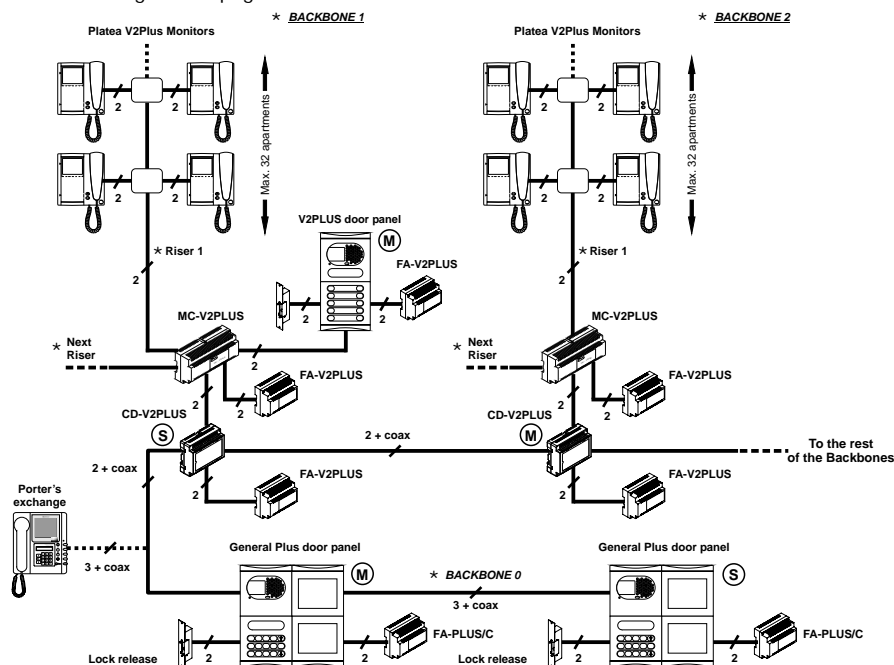 * BACKBONE 1
* BACKBONE 2
Platea V2Plus Monitors
Platea V2Plus Monitors
2
2
2
2
Max. 32 apartments
2
2
2
2
Max. 32 apartments
V2PLUS door panel
M
* Riser 1
2
FA-V2PLUS
2
2
* Riser 1
2
MC-V2PLUS
MC-V2PLUS
* Next
Riser
2
* Next
Riser
FA-V2PLUS
2
2
FA-V2PLUS
2
2
CD-V2PLUS
S
CD-V2PLUS
M
2 + coax
To the rest
of the Backbones
2 + coax
FA-V2PLUS
2
FA-V2PLUS
2
Porter's
exchange
3 + coax
General Plus door panel
M
General Plus door panel
S
* BACKBONE 0
3 + coax
FA-PLUS/C
FA-PLUS/C
Lock release
2
2
Lock release
2
2